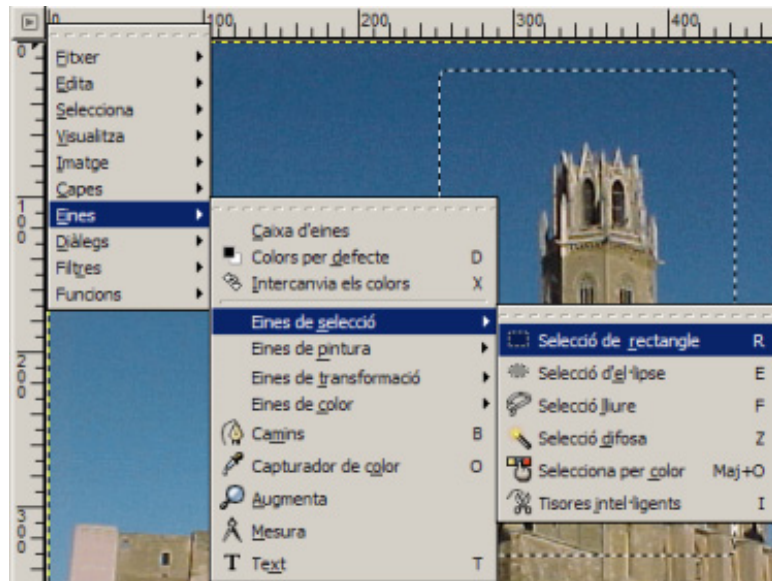 0 100 200 300 400
0
Fitxer
Edita
Selecciona
Visualitza
Imatge
Capes
Eines
Diàlegs
Filtres
Funcions
100
Caixa d'eines
Colors per defecte D
Intercanvia els colors X
Eines de selecció
Eines de pintura
Eines de transformació
Eines de color
Camins B
Capturador de color O
Augmenta
Mesura
Text T
Selecció de rectangle R
Selecció d'el·lipse E
Selecció lliure F
Selecció difosa Z
Selecciona per color Maj+O
Tisores intel·ligents I
200
300